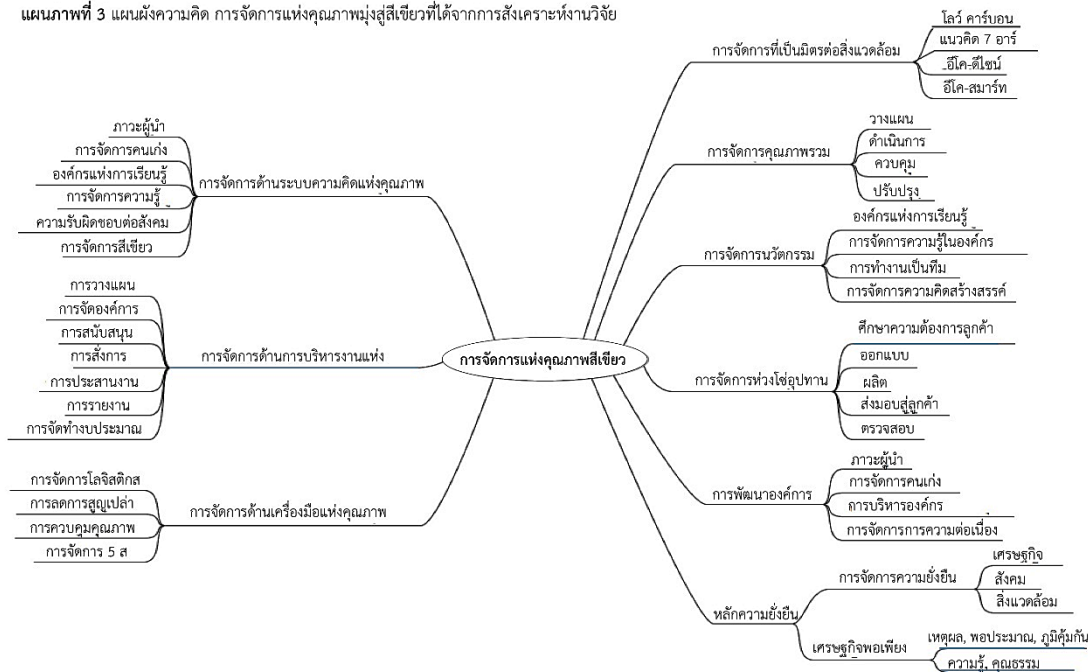 แผนภาพที่ 3 แผนผังความคิด การจัดการแห่งคุณภาพมุ่งสู่สีเขียวที่ได้จากการสังเคราะห์งานวิจัย
การจัดการแห่งคุณภาพสีเขียว
การจัดการด้านระบบความคิดแห่งคุณภาพ
ภาวะผู้นำ
การจัดการคนเก่ง
องค์กรแห่งการเรียนรู้
การจัดการความรู้
ความรับผิดชอบต่อสังคม
การจัดการสีเขียว
การจัดการด้านการบริหารงานแห่ง
การวางแผน
การจัดองค์การ
การสนับสนุน
การสั่งการ
การประสานงาน
การรายงาน
การจัดทำงบประมาณ
การจัดการด้านเครื่องมือแห่งคุณภาพ
การจัดการโลจิสติกส
การลดการสูญเปล่า
การควบคุมคุณภาพ
การจัดการ 5 ส
การจัดการที่เป็นมิตรต่อสิ่งแวดล้อม
โลว์ คาร์บอน
แนวคิด 7 อาร์
อีโค-ดีไซน์
อีโค-สมาร์ท
การจัดการคุณภาพรวม
วางแผน
ดำเนินการ
ควบคุม
ปรับปรุง
การจัดการนวัตกรรม
องค์กรแห่งการเรียนรู้
การจัดการความรู้ในองค์กร
การทำงานเป็นทีม
การจัดการความคิดสร้างสรรค์
การจัดการห่วงโซ่อุปทาน
ศึกษาความต้องการลูกค้า
ออกแบบ
ผลิต
ส่งมอบสู่ลูกค้า
ตรวจสอบ
การพัฒนาองค์การ
ภาวะผู้นำ
การจัดการคนเก่ง
การบริหารองค์กร
การจัดการการความต่อเนื่อง
หลักความยั่งยืน
การจัดการความยั่งยืน
เศรษฐกิจ
สังคม
สิ่งแวดล้อม
เศรษฐกิจพอเพียง
เหตุผล, พอประมาณ, ภูมิคุ้มกัน
ความรู้, คุณธรรม